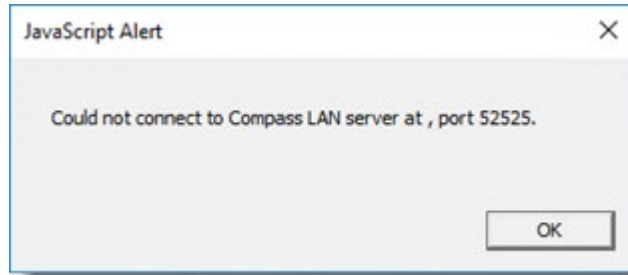 JavaScript Alert
Could not connect to Compass LAN server at , port 52525.
OK